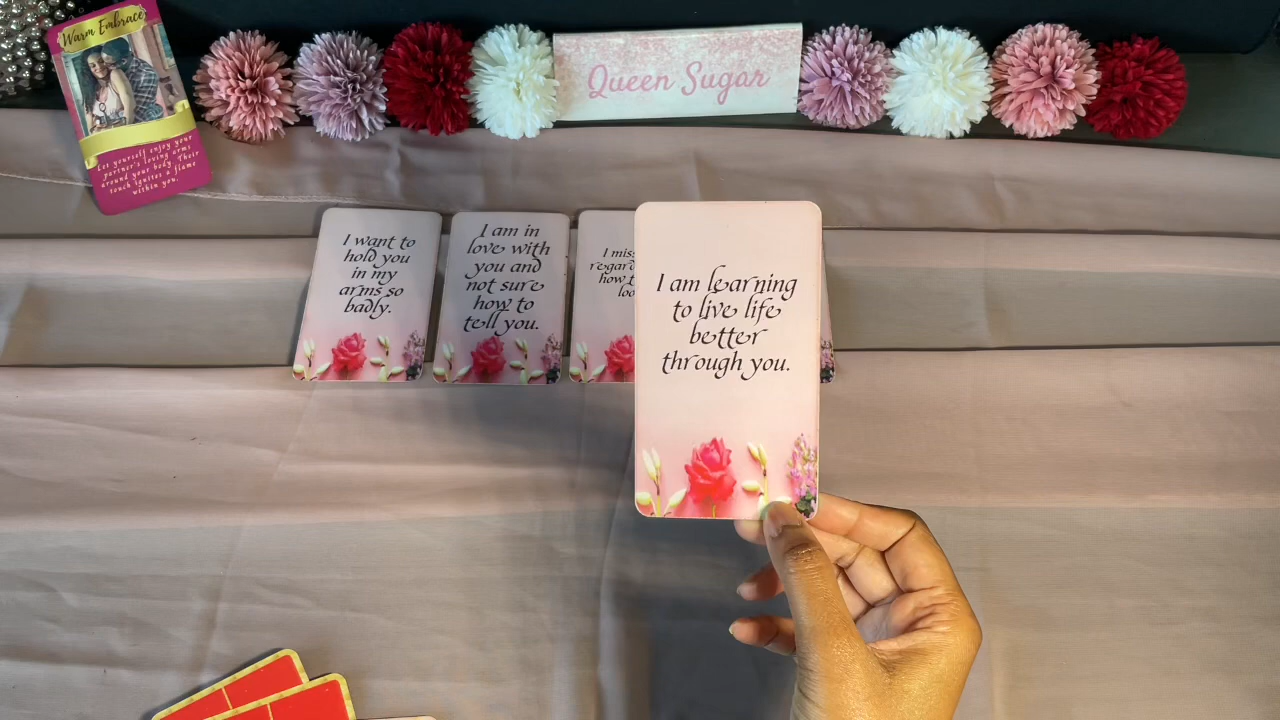 Warm Embrace
Let yourself enjoy your
partner's loving arms
around your body. Their
touch ignites a flame
within you.
Queen Sugar
I want to
hold you
in my
arms so
badly.
I am in
love with
you and
not sure
how to
tell you.
I miss
how
I am learning
to live life
better
through you.